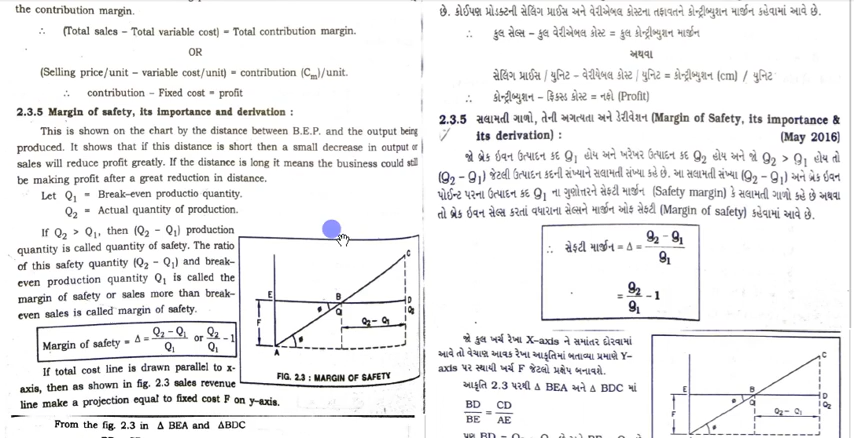 the contribution margin.
∴ (Total sales – Total variable cost) = Total contribution margin.
OR
(Selling price/unit – variable cost/unit) = contribution (Cm)/unit.
∴ contribution – Fixed cost = profit
2.3.5 Margin of safety, its importance and derivation :
This is shown on the chart by the distance between B.E.P. and the output being
produced. It shows that if this distance is short then a small decrease in output or
sales will reduce profit greatly. If the distance is long it means the business could still
be making profit after a great reduction in distance.
Let Q₁ = Break-even productio quantity.
Q₂ = Actual quantity of production.
If Q₂ > Q₁, then (Q₂ – Q₁) production
quantity is called quantity of safety. The ratio
of this safety quantity (Q₂ – Q₁) and break-
even production quantity Q₁ is called the
margin of safety or sales more than break-
even sales is called margin of safety.
Margin of safety = Δ = (Q₂ – Q₁)/Q₁ or Q₂/Q₁ – 1
If total cost line is drawn parallel to x-
axis, then as shown in fig. 2.3 sales revenue
line make a projection equal to fixed cost F on y-axis.
C
E B D
F Q Q₂
Q₂ – Q₁
A
FIG. 2.3 : MARGIN OF SAFETY
From the fig. 2.3 in Δ BEA and ΔBDC
છે. કોઈપણ પ્રોડક્ટની સેલિંગ પ્રાઈસ અને વેરીએબલ કોસ્ટના તફાવતને કોન્ટ્રીબ્યુશન માર્જીન કહેવામાં આવે છે.
∴ કુલ સેલ્સ – કુલ વેરીએબલ કોસ્ટ = કુલ કોન્ટ્રીબ્યુશન માર્જીન
અથવા
સેલિંગ પ્રાઈસ / યુનિટ – વેરીયેબલ કોસ્ટ / યુનિટ = કોન્ટ્રીબ્યુશન (cm) / યુનિટ
∴ કોન્ટ્રીબ્યુશન – ફિક્સ્ડ કોસ્ટ = નફો (Profit)
2.3.5 સલામતી ગાળો, તેની અગત્યતા અને ડેરીવેશન (Margin of Safety, its importance &
its derivation) : (May 2016)
જો બ્રેક ઇવન ઉત્પાદન કદ Q₁ હોય અને ખરેખર ઉત્પાદન કદ Q₂ હોય અને જો Q₂ > Q₁ હોય તો
(Q₂ – Q₁) જેટલી ઉત્પાદન કદની સંખ્યાને સલામતી સંખ્યા કહે છે. આ સલામતી સંખ્યા (Q₂ – Q₁) અને બ્રેક ઇવન
પોઈન્ટ પરના ઉત્પાદન કદ Q₁ ના ગુણોત્તરને સેફ્ટી માર્જીન (Safety margin) કે સલામતી ગાળો કહે છે અથવા
તો બ્રેક ઇવન સેલ્સ કરતાં વધારાના સેલ્સને માર્જીન ઓફ સેફ્ટી (Margin of safety) કહેવામાં આવે છે.
∴ સેફ્ટી માર્જીન = Δ = (Q₂ – Q₁)/Q₁
= Q₂/Q₁ – 1
જો કુલ ખર્ચ રેખા X-axis ને સમાંતર દોરવામાં
આવે તો વેચાણ આવક રેખા આકૃતિમાં બતાવ્યા પ્રમાણે Y-
axis પર સ્થાયી ખર્ચ F જેટલો પ્રક્ષેપ બનાવશે.
આકૃતિ 2.3 પરથી Δ BEA અને Δ BDC માં
BD/BE = CD/AE
C
E B D
F Q Q₂
Q₂ – Q₁